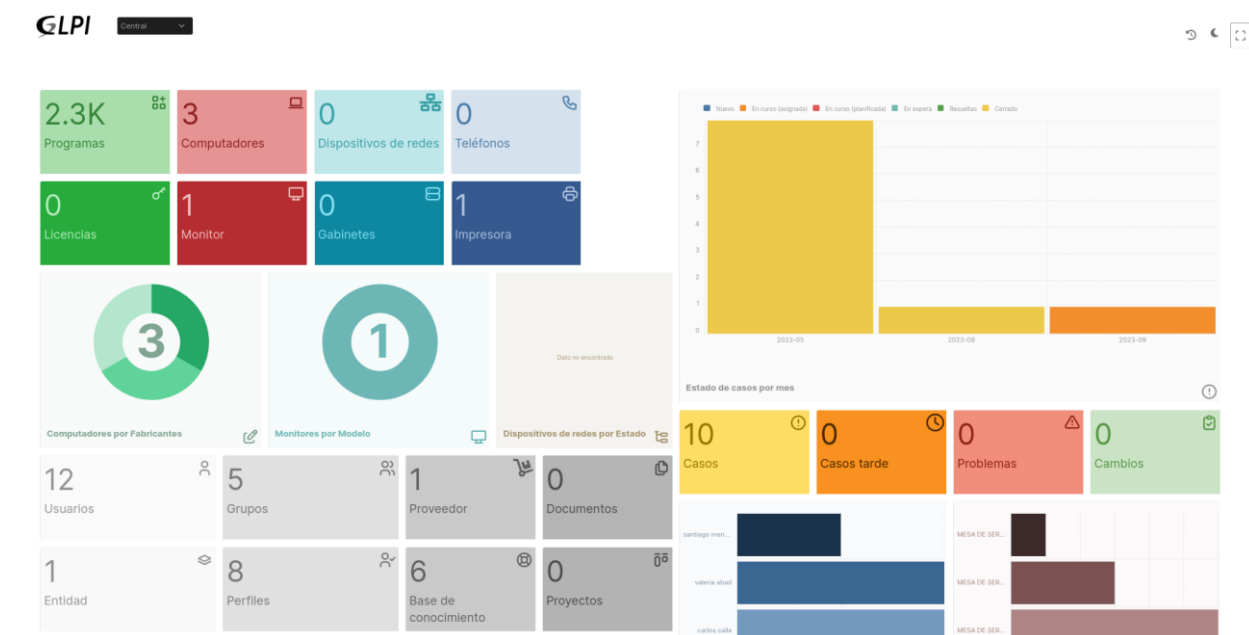 GLPI
Central
2.3K
Programas
3
Computadores
0
Dispositivos de redes
0
Teléfonos
0
Licencias
1
Monitor
0
Gabinetes
1
Impresora
3
Computadores por Fabricantes
1
Monitores por Modelo
Dato no encontrado
Dispositivos de redes por Estado
12
Usuarios
5
Grupos
1
Proveedor
0
Documentos
1
Entidad
8
Perfiles
6
Base de
conocimiento
0
Proyectos
Nuevo En curso (asignada) En curso (planificada) En espera Resueltas Cerrado
7
6
5
4
3
2
1
0
2023-05 2023-08 2023-09
Estado de casos por mes
10
Casos
0
Casos tarde
0
Problemas
0
Cambios
santiago men...
valeria abad
carlos calle
MESA DE SER...
MESA DE SER...
MESA DE SER...